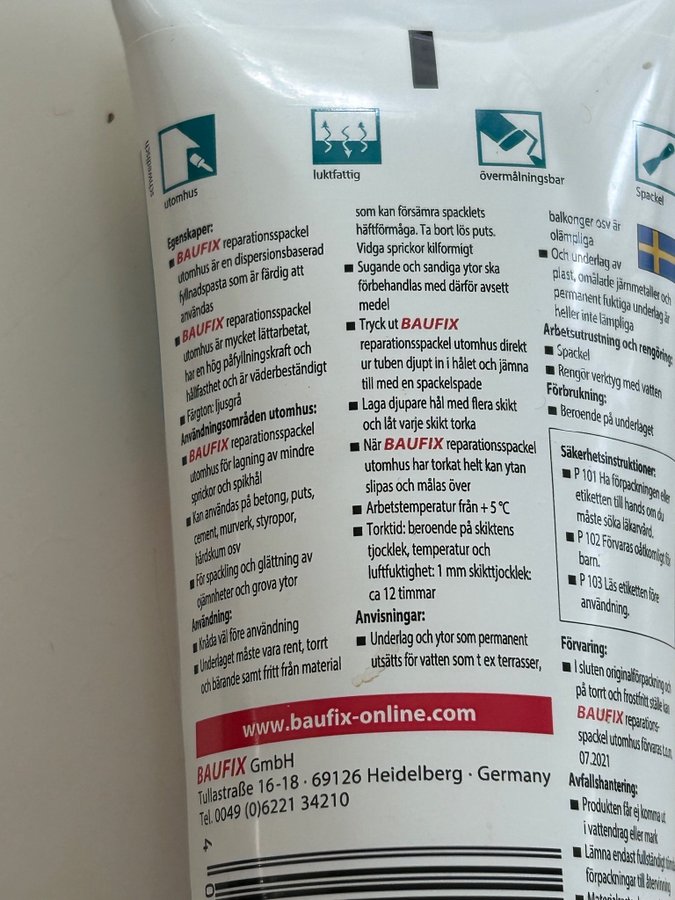 utomhus
luktfattig
övermålningsbar
Spackel
Egenskaper:
■ BAUFIX reparationsspackel
utomhus är en dispersionsbaserad
fyllnadspasta som är färdig att
användas
■ BAUFIX reparationsspackel
utomhus är mycket lättarbetat,
har en hög påfyllningskraft och
hållfasthet och är väderbeständigt
■ Färgton: ljusgrå
Användningsområden utomhus:
■ BAUFIX reparationsspackel
utomhus för lagning av mindre
sprickor och spikhål
■ Kan användas på betong, puts,
cement, murverk, styropor,
hårdskum osv
■ För spackling och glättning av
ojämnheter och grova ytor
Användning:
■ Knåda väl före användning
■ Underlaget måste vara rent, torrt
och bärande samt fritt från material
som kan försämra spacklets
häftförmåga. Ta bort lös puts.
Vidga sprickor kilformigt
■ Sugande och sandiga ytor ska
förbehandlas med därför avsett
medel
■ Tryck ut BAUFIX
reparationsspackel utomhus direkt
ur tuben djupt in i hålet och jämna
till med en spackelspade
■ Laga djupare hål med flera skikt
och låt varje skikt torka
■ När BAUFIX reparationsspackel
utomhus har torkat helt kan ytan
slipas och målas över
■ Arbetstemperatur från + 5 °C
■ Torktid: beroende på skiktens
tjocklek, temperatur och
luftfuktighet: 1 mm skikttjocklek:
ca 12 timmar
Anvisningar:
■ Underlag och ytor som permanent
utsätts för vatten som t ex terrasser,
balkonger osv är
olämpliga
■ Och underlag av
plast, omålade järnmetaller och
permanent fuktiga underlag är
heller inte lämpliga
Arbetsutrustning och rengöring:
■ Spackel
■ Rengör verktyg med vatten
Förbrukning:
■ Beroende på underlaget
Säkerhetsinstruktioner:
■ P 101 Ha förpackningen eller
etiketten till hands om du
måste söka läkarvård.
■ P 102 Förvaras oåtkomligt för
barn.
■ P 103 Läs etiketten före
användning.
Förvaring:
■ I sluten originalförpackning och
på torrt och frostfritt ställe kan
BAUFIX reparations-
spackel utomhus förvaras t.o.m
07.2021
Avfallshantering:
■ Produkten får ej komma ut
i vattendrag eller mark
■ Lämna endast fullständigt tömda
förpackningar till återvinning
www.baufix-online.com
BAUFIX GmbH
Tullastraße 16-18 · 69126 Heidelberg · Germany
Tel. 0049 (0)6221 34210
4 0